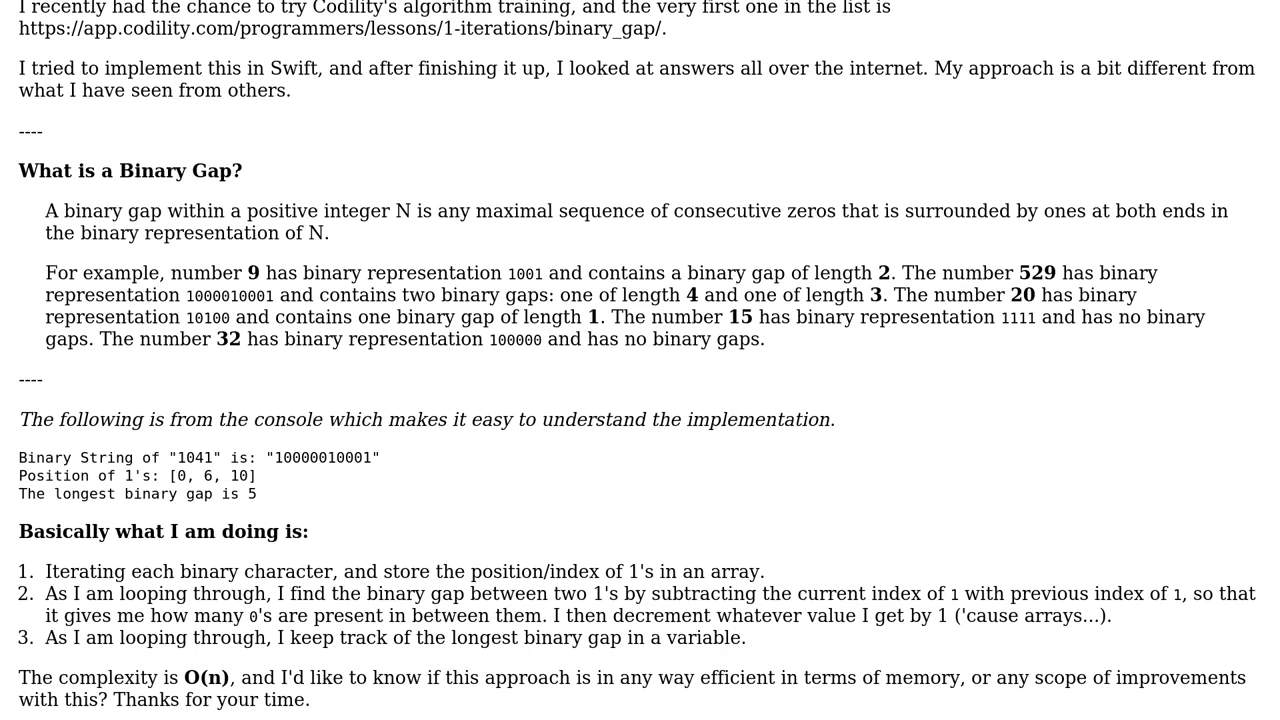 I recently had the chance to try Codility's algorithm training, and the very first one in the list is
https://app.codility.com/programmers/lessons/1-iterations/binary_gap/.
I tried to implement this in Swift, and after finishing it up, I looked at answers all over the internet. My approach is a bit different from
what I have seen from others.
----
What is a Binary Gap?
A binary gap within a positive integer N is any maximal sequence of consecutive zeros that is surrounded by ones at both ends in
the binary representation of N.
For example, number 9 has binary representation 1001 and contains a binary gap of length 2. The number 529 has binary
representation 1000010001 and contains two binary gaps: one of length 4 and one of length 3. The number 20 has binary
representation 10100 and contains one binary gap of length 1. The number 15 has binary representation 1111 and has no binary
gaps. The number 32 has binary representation 100000 and has no binary gaps.
----
The following is from the console which makes it easy to understand the implementation.
Binary String of "1041" is: "10000010001"
Position of 1's: [0, 6, 10]
The longest binary gap is 5
Basically what I am doing is:
1. Iterating each binary character, and store the position/index of 1's in an array.
2. As I am looping through, I find the binary gap between two 1's by subtracting the current index of 1 with previous index of 1, so that
it gives me how many 0's are present in between them. I then decrement whatever value I get by 1 ('cause arrays...).
3. As I am looping through, I keep track of the longest binary gap in a variable.
The complexity is O(n), and I'd like to know if this approach is in any way efficient in terms of memory, or any scope of improvements
with this? Thanks for your time.